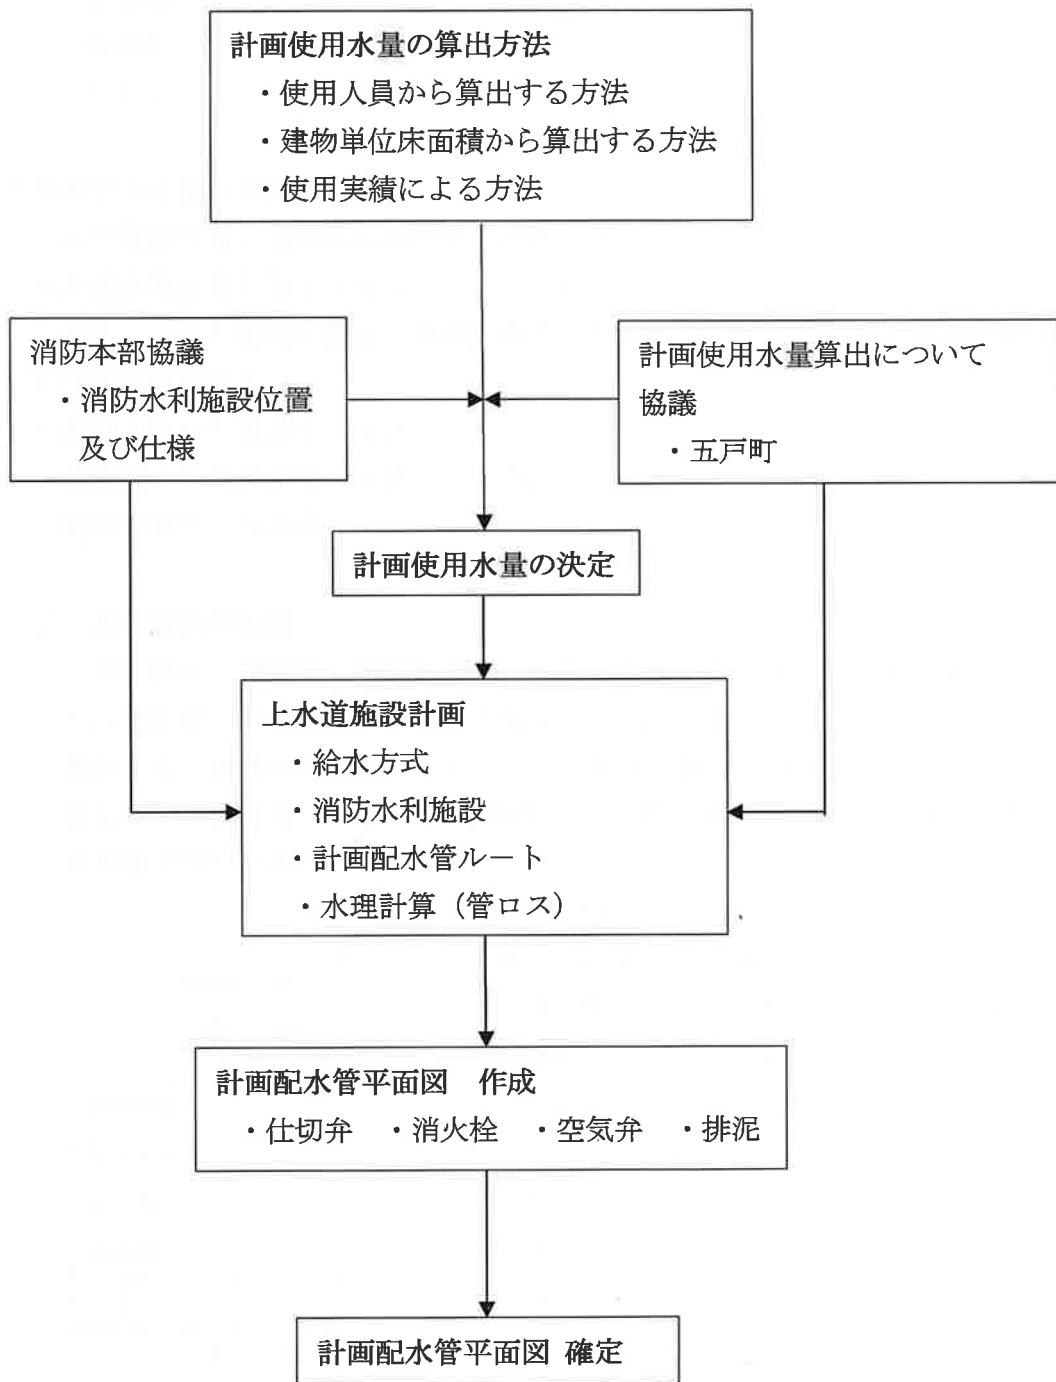 計画使用水量の算出方法
・使用人員から算出する方法
・建物単位床面積から算出する方法
・使用実績による方法
消防本部協議
・消防水利施設位置
及び仕様
計画使用水量算出について
協議
・五戸町
計画使用水量の決定
上水道施設計画
・給水方式
・消防水利施設
・計画配水管ルート
・水理計算（管ロス）
計画配水管平面図　作成
・仕切弁　・消火栓　・空気弁　・排泥
計画配水管平面図 確定